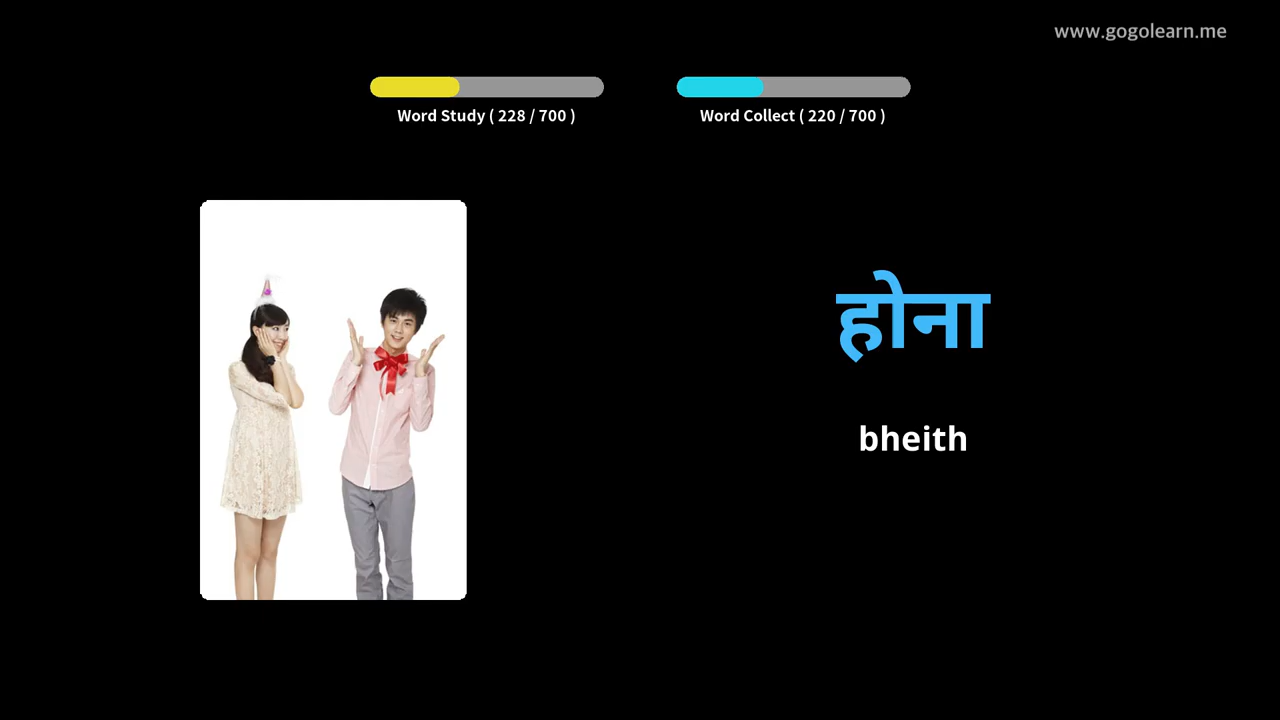 www.gogolearn.me
Word Study ( 228 / 700 )
Word Collect ( 220 / 700 )
होना
bheith